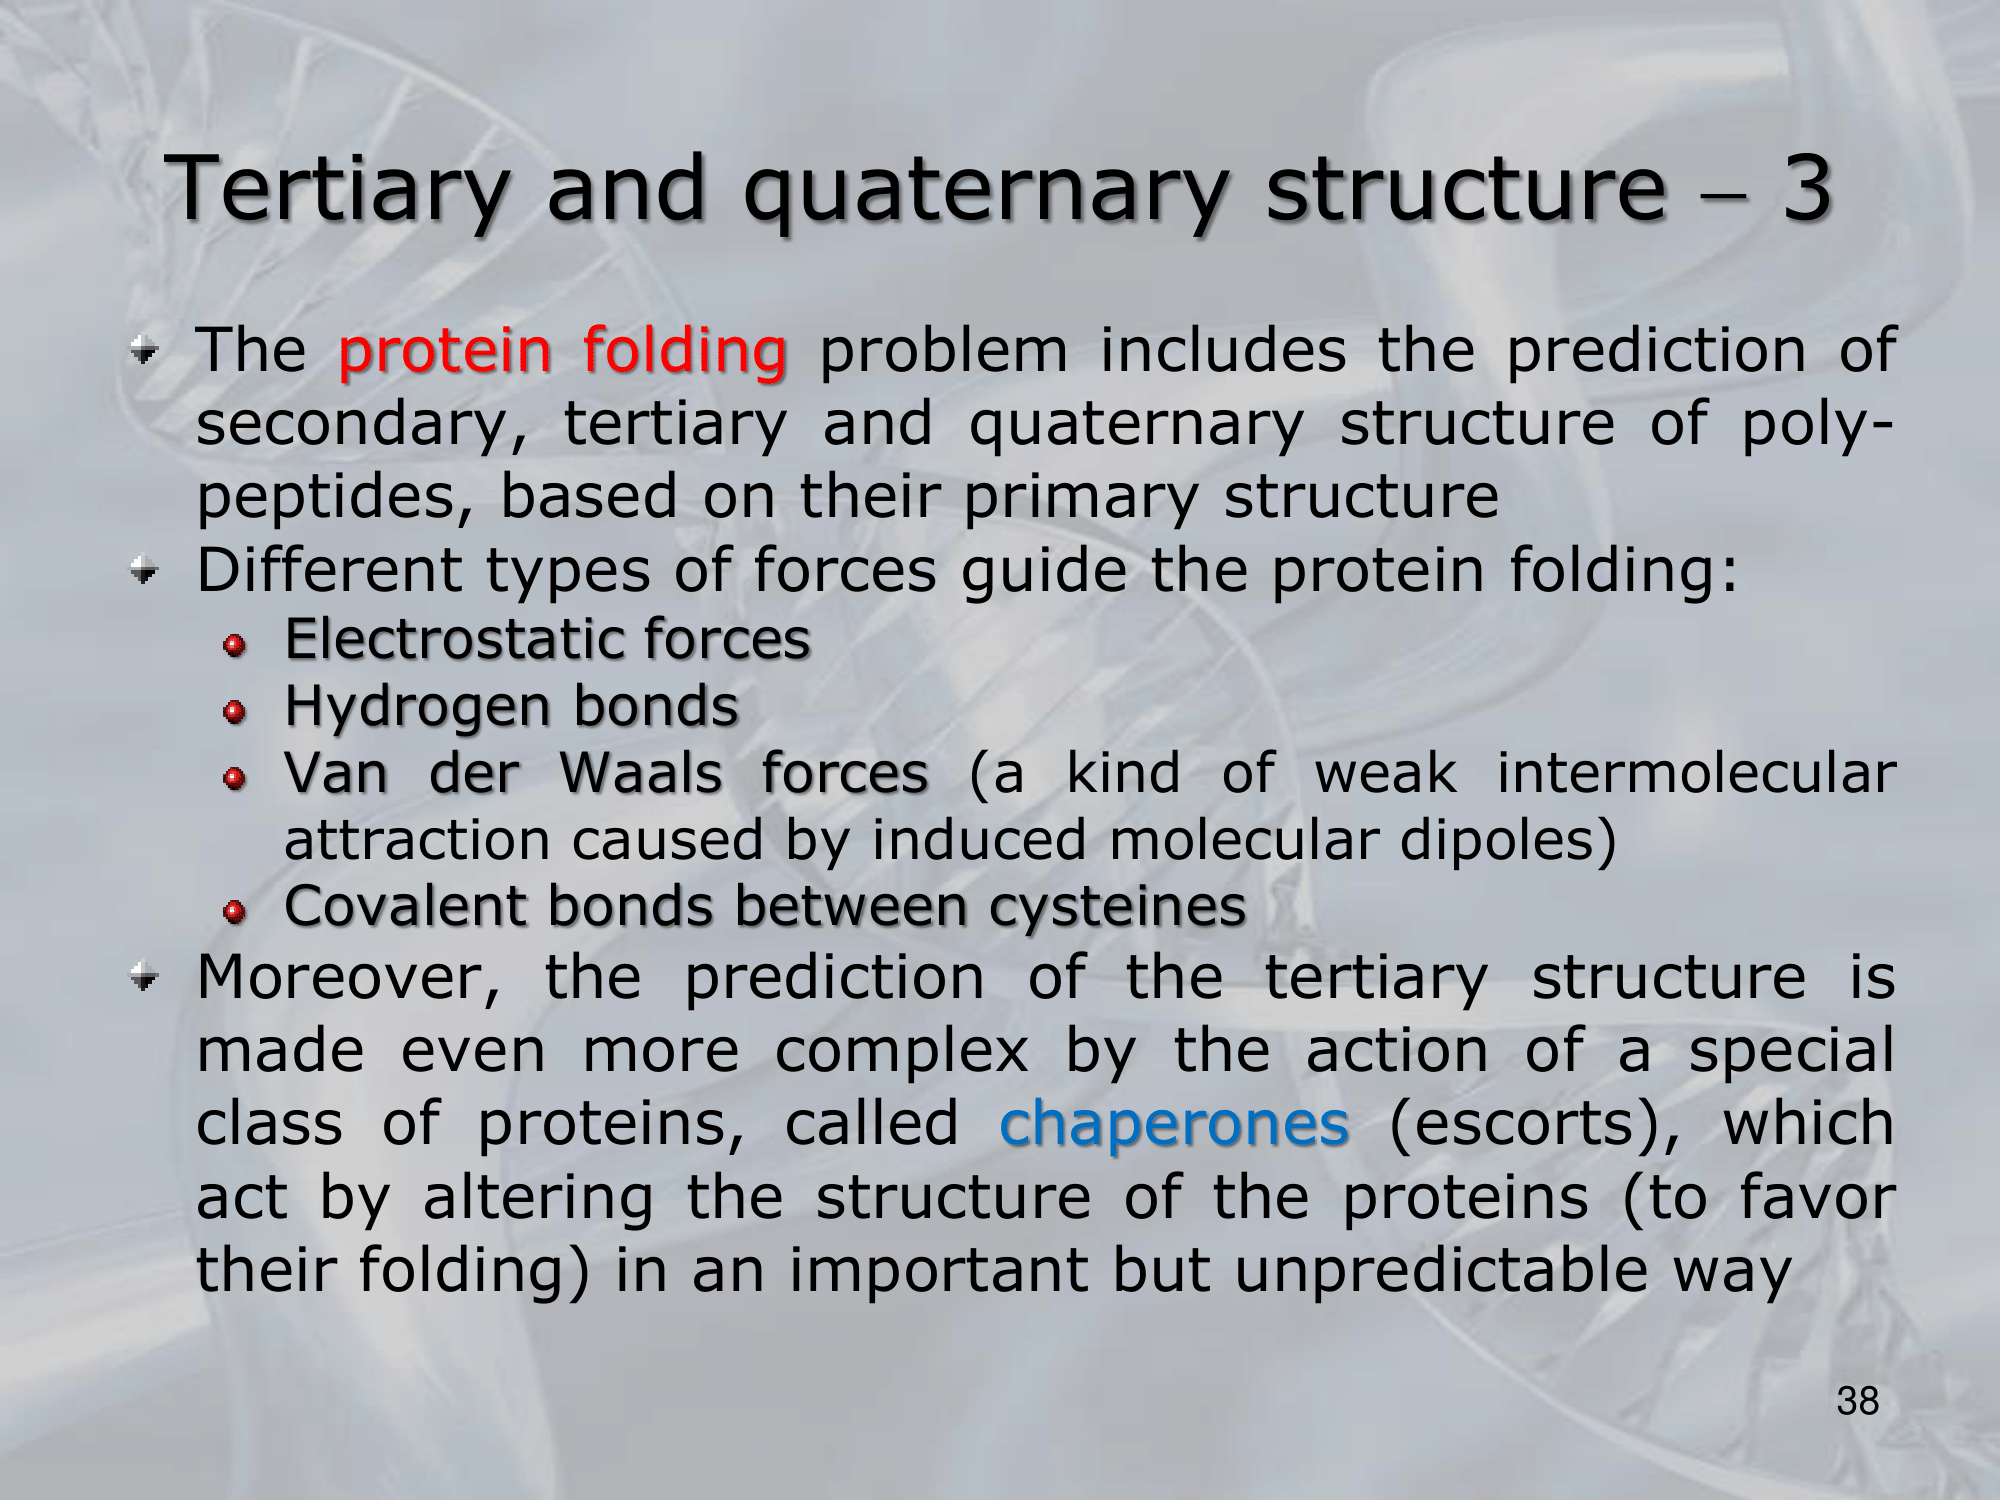 Tertiary and quaternary structure – 3
The protein folding problem includes the prediction of
secondary, tertiary and quaternary structure of poly-
peptides, based on their primary structure
Different types of forces guide the protein folding:
Electrostatic forces
Hydrogen bonds
Van der Waals forces (a kind of weak intermolecular
attraction caused by induced molecular dipoles)
Covalent bonds between cysteines
Moreover, the prediction of the tertiary structure is
made even more complex by the action of a special
class of proteins, called chaperones (escorts), which
act by altering the structure of the proteins (to favor
their folding) in an important but unpredictable way
38